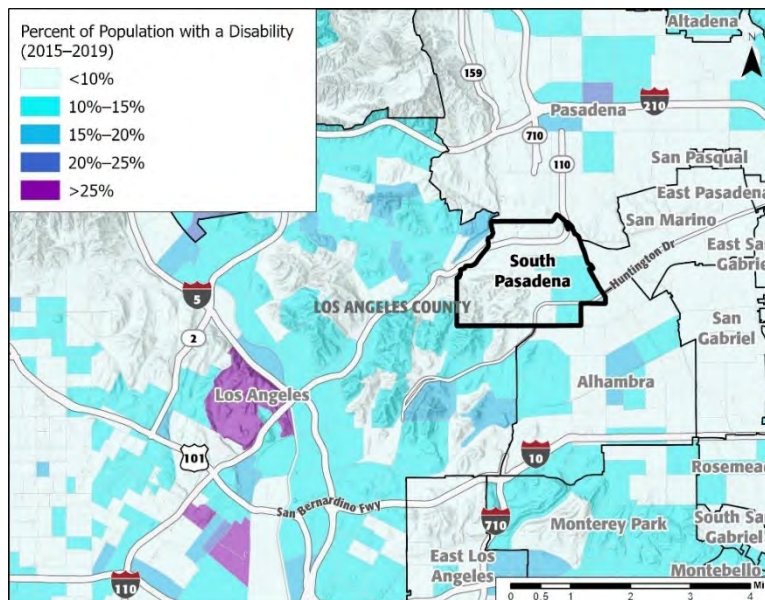 Percent of Population with a Disability
(2015–2019)
<10%
10%–15%
15%–20%
20%–25%
>25%
Altadena
N
159
Pasadena
210
710
110
San Pasqual
East Pasadena
San Marino
East San
Gabriel
South
Pasadena
Huntington Dr
5
LOS ANGELES COUNTY
San
Gabriel
2
Alhambra
Los Angeles
101
10
Rosemead
San Bernardino Fwy
710
Monterey Park
South San
Gabriel
East Los
Angeles
Montebello
110
0 0.5 1 2 3 4